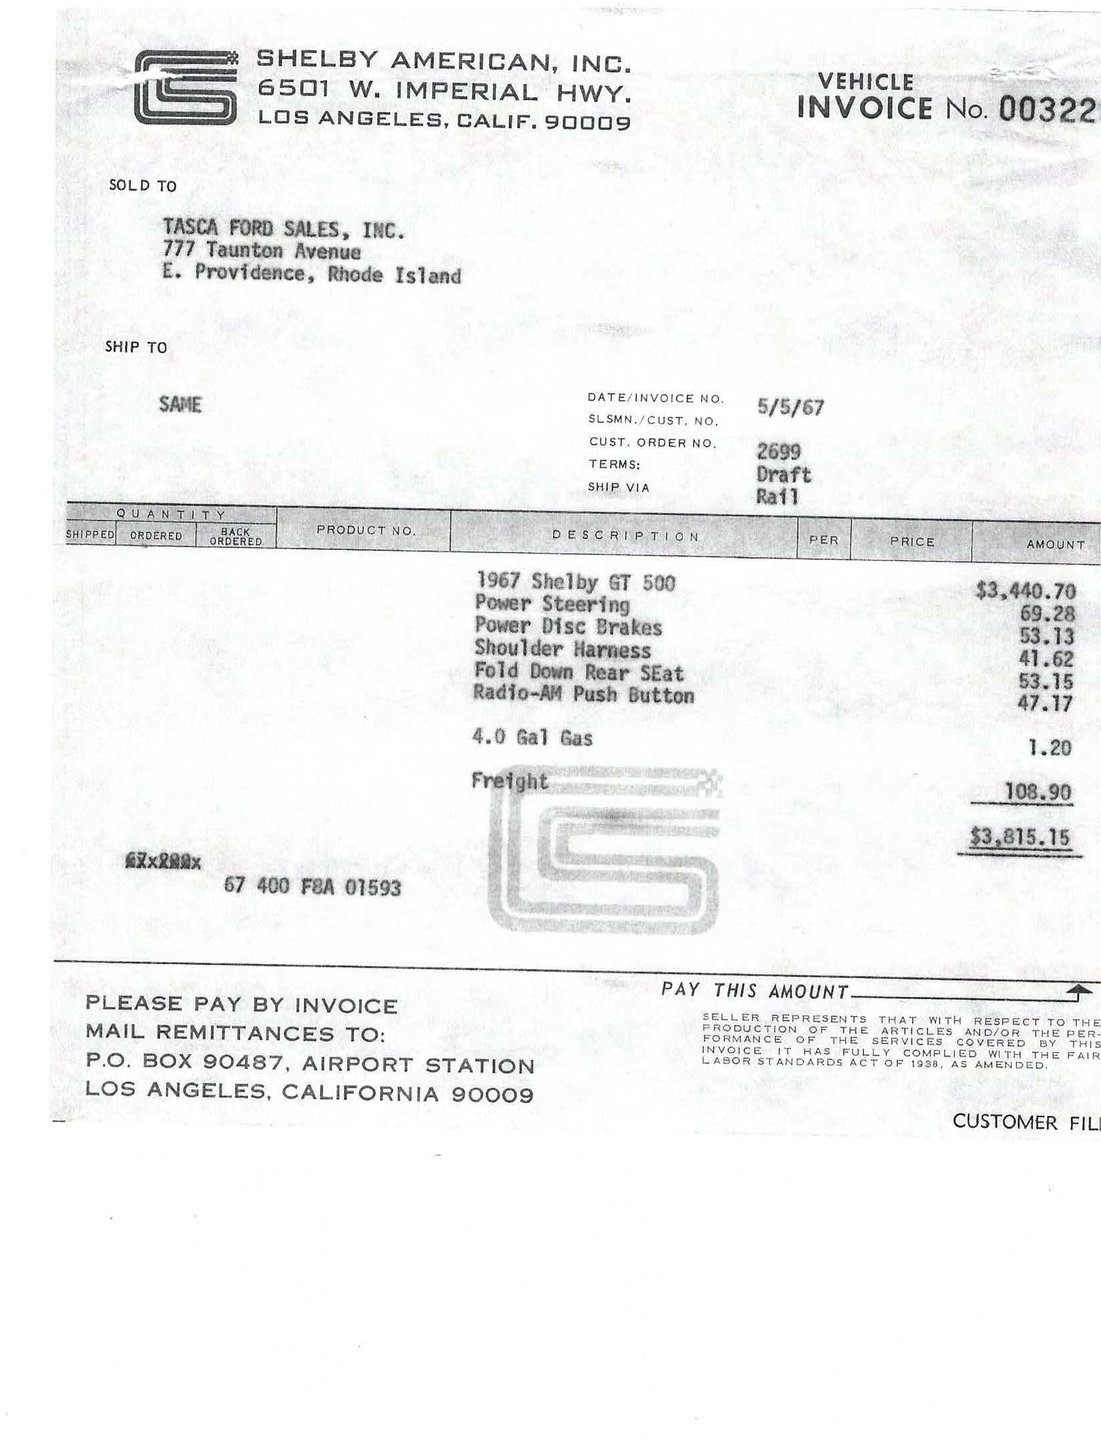 SHELBY AMERICAN, INC.
6501 W. IMPERIAL HWY.
LOS ANGELES, CALIF. 90009
VEHICLE
INVOICE No. 00322
SOLD TO
TASCA FORD SALES, INC.
777 Taunton Avenue
E. Providence, Rhode Island
SHIP TO
SAME
DATE/INVOICE NO. 5/5/67
SLSMN./CUST. NO.
CUST. ORDER NO. 2699
TERMS: Draft
SHIP VIA Rail
QUANTITY
SHIPPED ORDERED BACK ORDERED PRODUCT NO. DESCRIPTION PER PRICE AMOUNT
1967 Shelby GT 500 $3,440.70
Power Steering 69.28
Power Disc Brakes 53.13
Shoulder Harness 41.62
Fold Down Rear SEat 53.15
Radio-AM Push Button 47.17
4.0 Gal Gas 1.20
Freight 108.90
$3,815.15
67 400 F8A 01593
PAY THIS AMOUNT
PLEASE PAY BY INVOICE
MAIL REMITTANCES TO:
P.O. BOX 90487, AIRPORT STATION
LOS ANGELES, CALIFORNIA 90009
SELLER REPRESENTS THAT WITH RESPECT TO THE
PRODUCTION OF THE ARTICLES AND/OR THE PER-
FORMANCE OF THE SERVICES COVERED BY THIS
INVOICE IT HAS FULLY COMPLIED WITH THE FAIR
LABOR STANDARDS ACT OF 1938, AS AMENDED.
CUSTOMER FIL